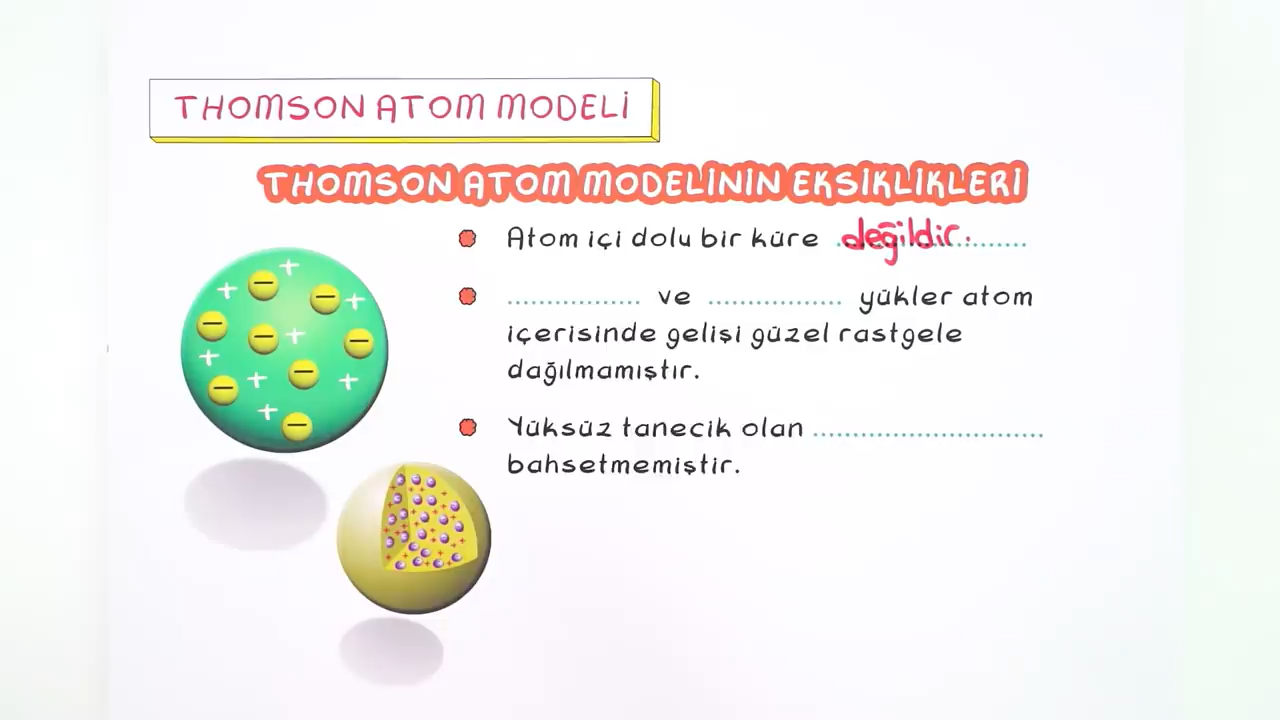 THOMSON ATOM MODELİ
THOMSON ATOM MODELİNİN EKSİKLİKLERİ
Atom içi dolu bir küre değildir.
................. ve ................. yükler atom
içerisinde gelişi güzel rastgele
dağılmamıştır.
Yüksüz tanecik olan .............................
bahsetmemiştir.